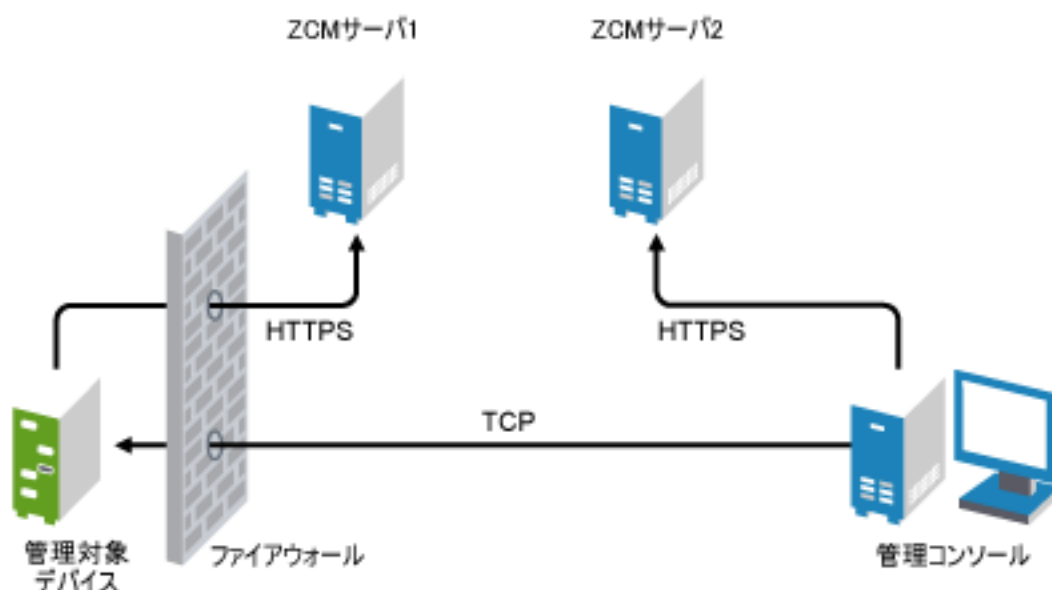 ZCMサーバ1
ZCMサーバ2
HTTPS
HTTPS
TCP
管理対象
デバイス
ファイアウォール
管理コンソール